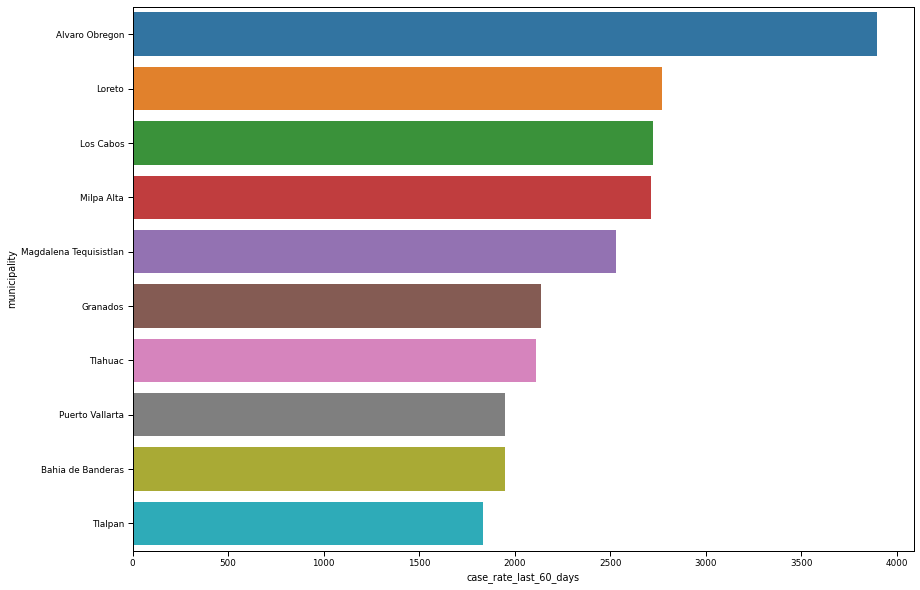 municipality
Alvaro Obregon
Loreto
Los Cabos
Milpa Alta
Magdalena Tequisistlan
Granados
Tlahuac
Puerto Vallarta
Bahia de Banderas
Tlalpan
0 500 1000 1500 2000 2500 3000 3500 4000
case_rate_last_60_days